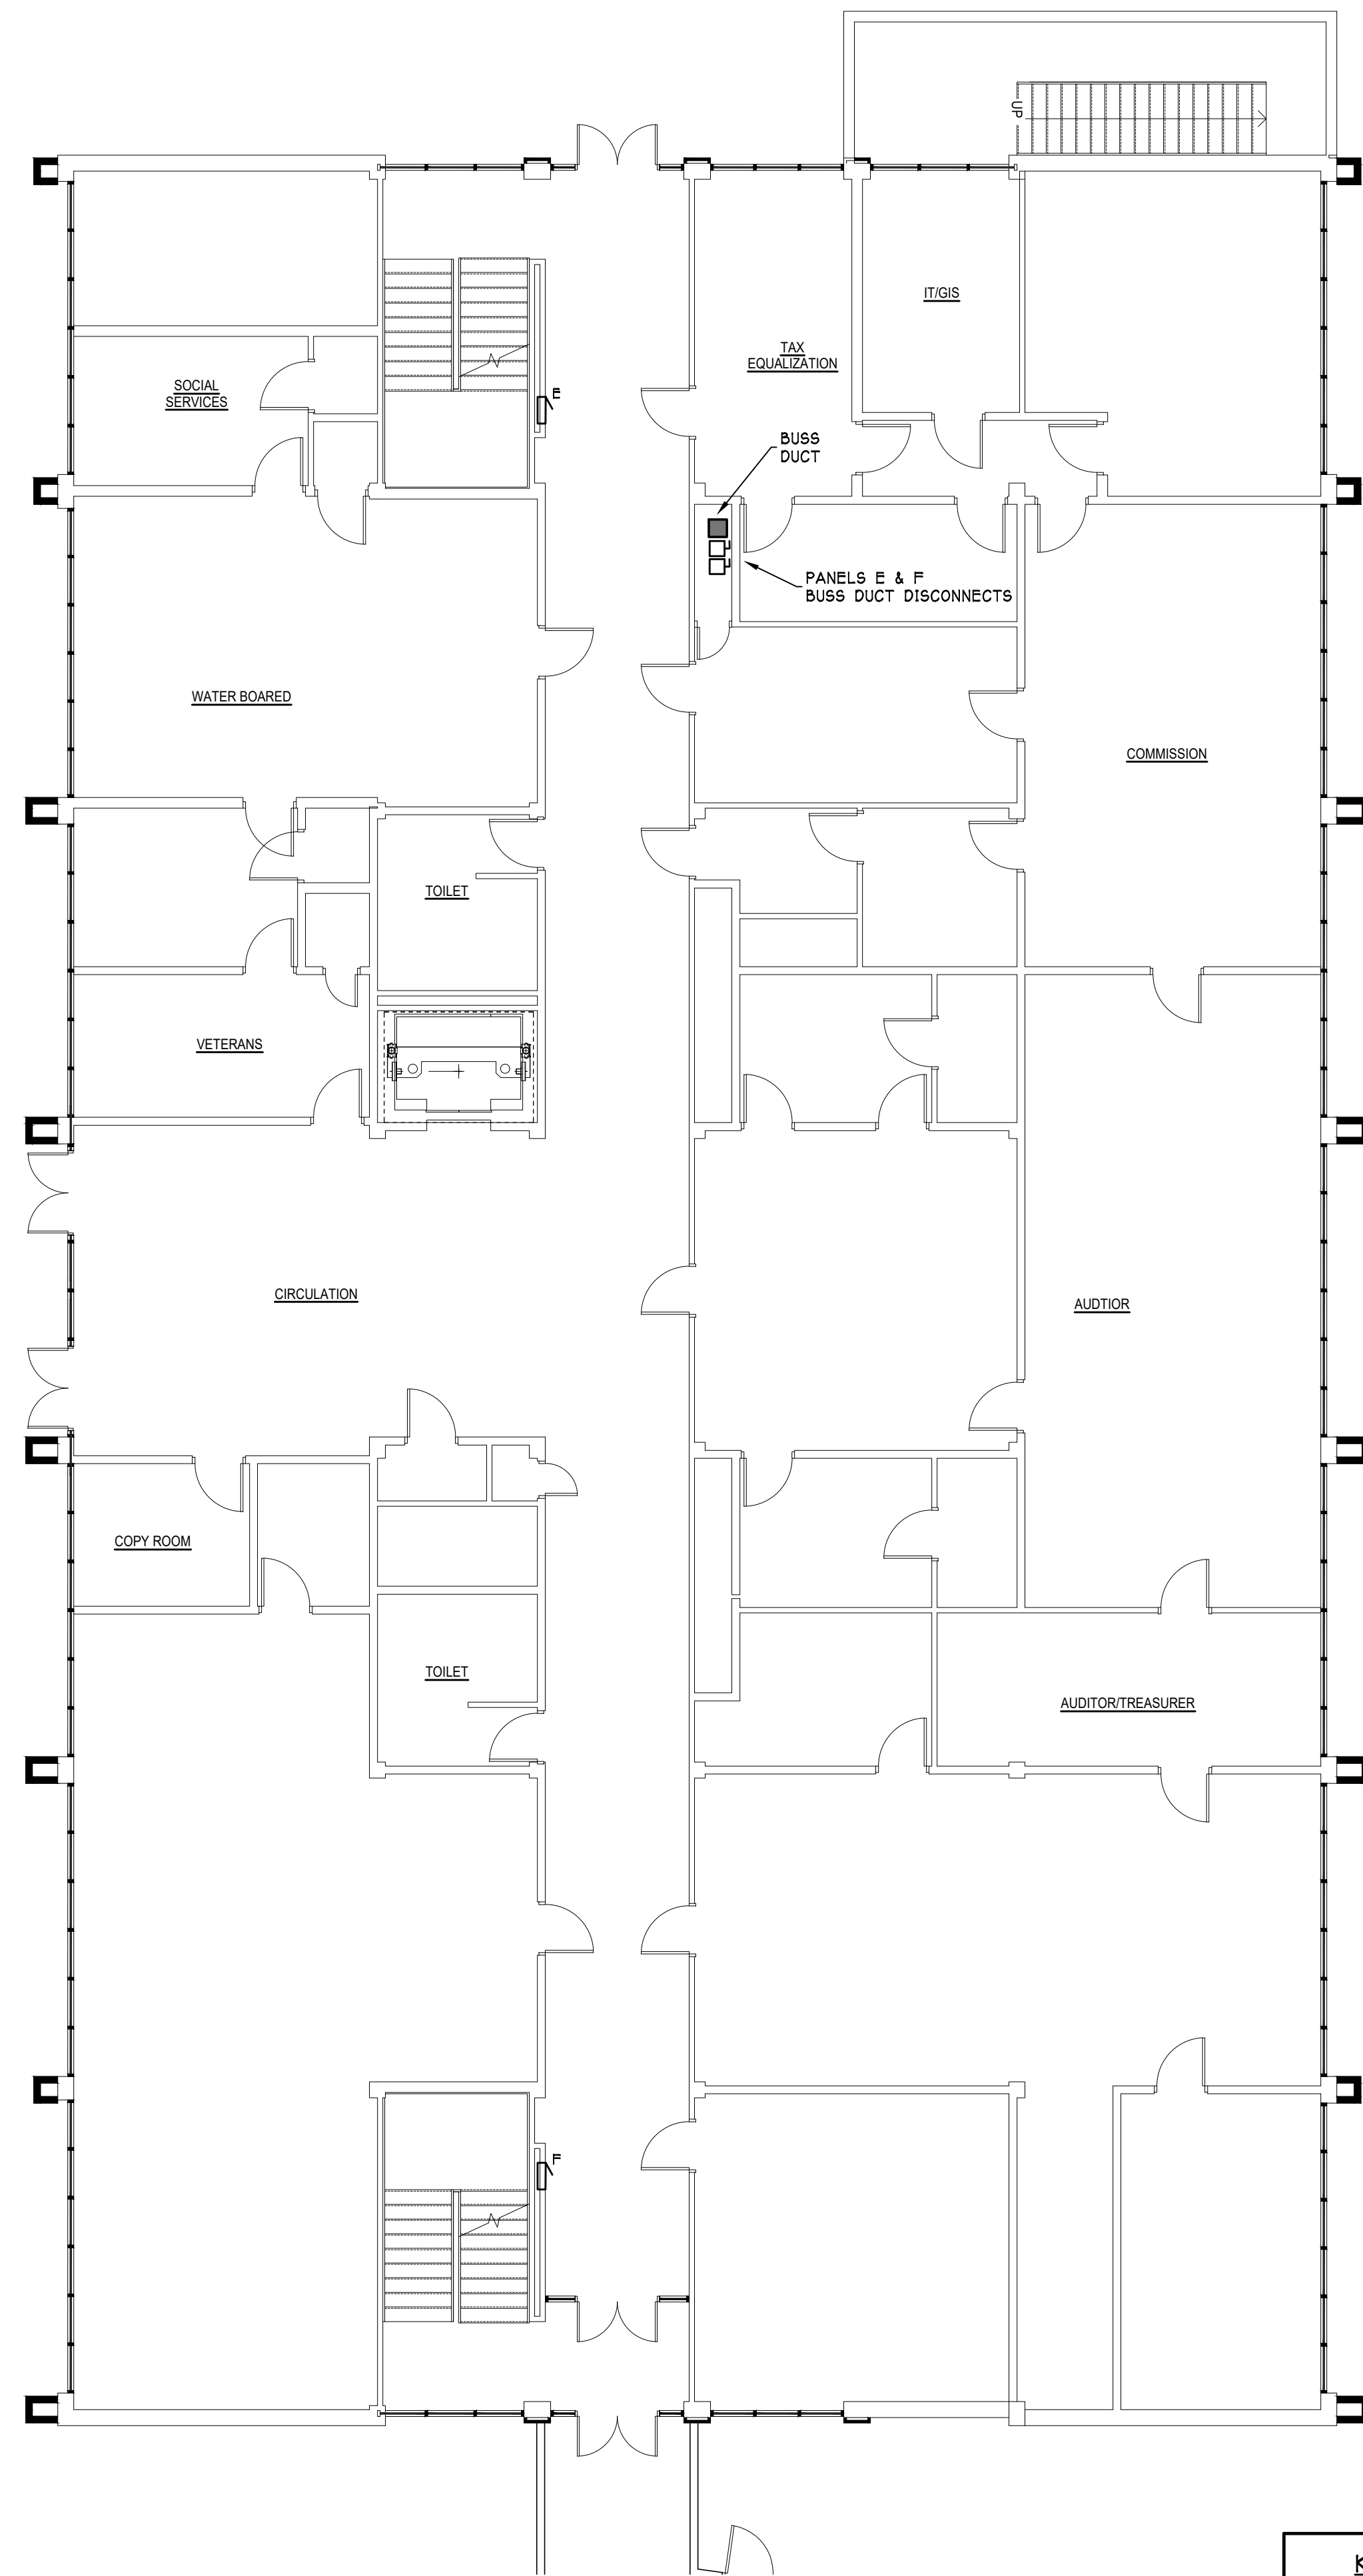 UP
IT/GIS
TAX
EQUALIZATION
SOCIAL
SERVICES
E
BUSS
DUCT
PANELS E & F
BUSS DUCT DISCONNECTS
WATER BOARED
COMMISSION
TOILET
VETERANS
CIRCULATION
AUDTIOR
COPY ROOM
TOILET
AUDITOR/TREASURER
F
K